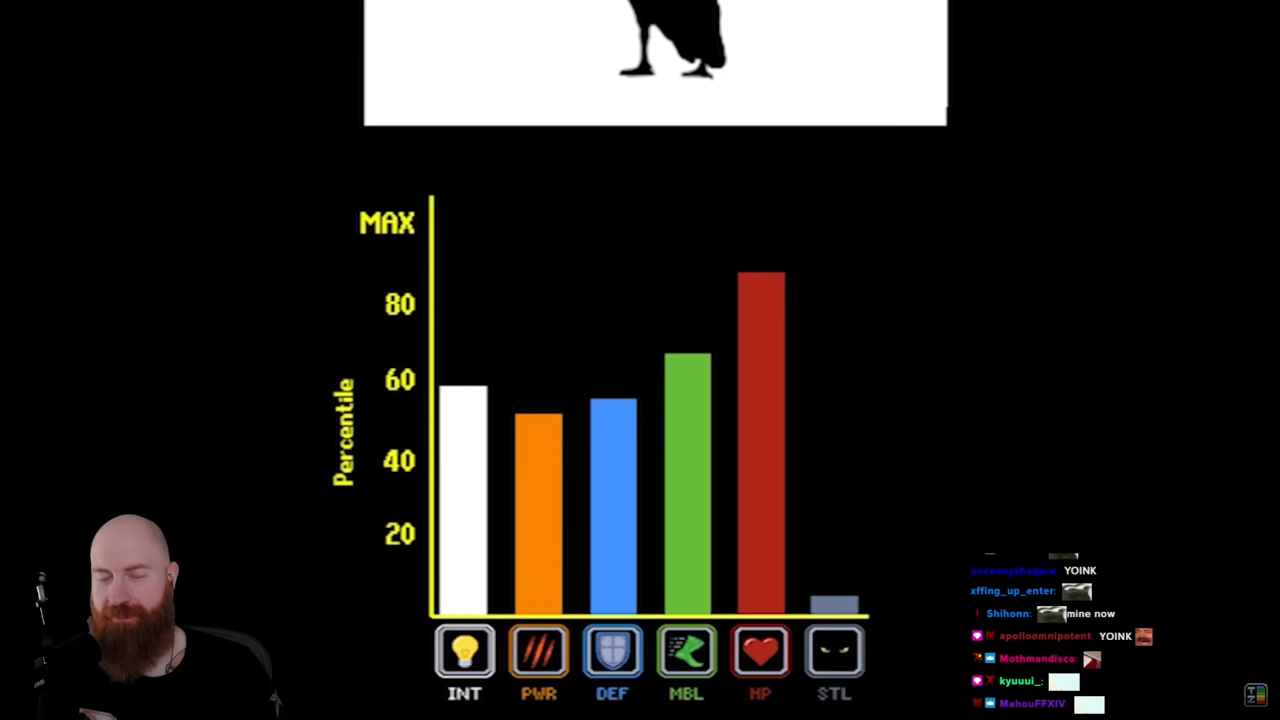 MAX
80
60
40
20
Percentile
INT PWR DEF MBL HP STL
uncannyshaguru: YOINK
xffing_up_enter:
Shihonn: mine now
apolloomnipotent: YOINK
Mothmandisco:
kyuuui_:
MahouFFXIV: